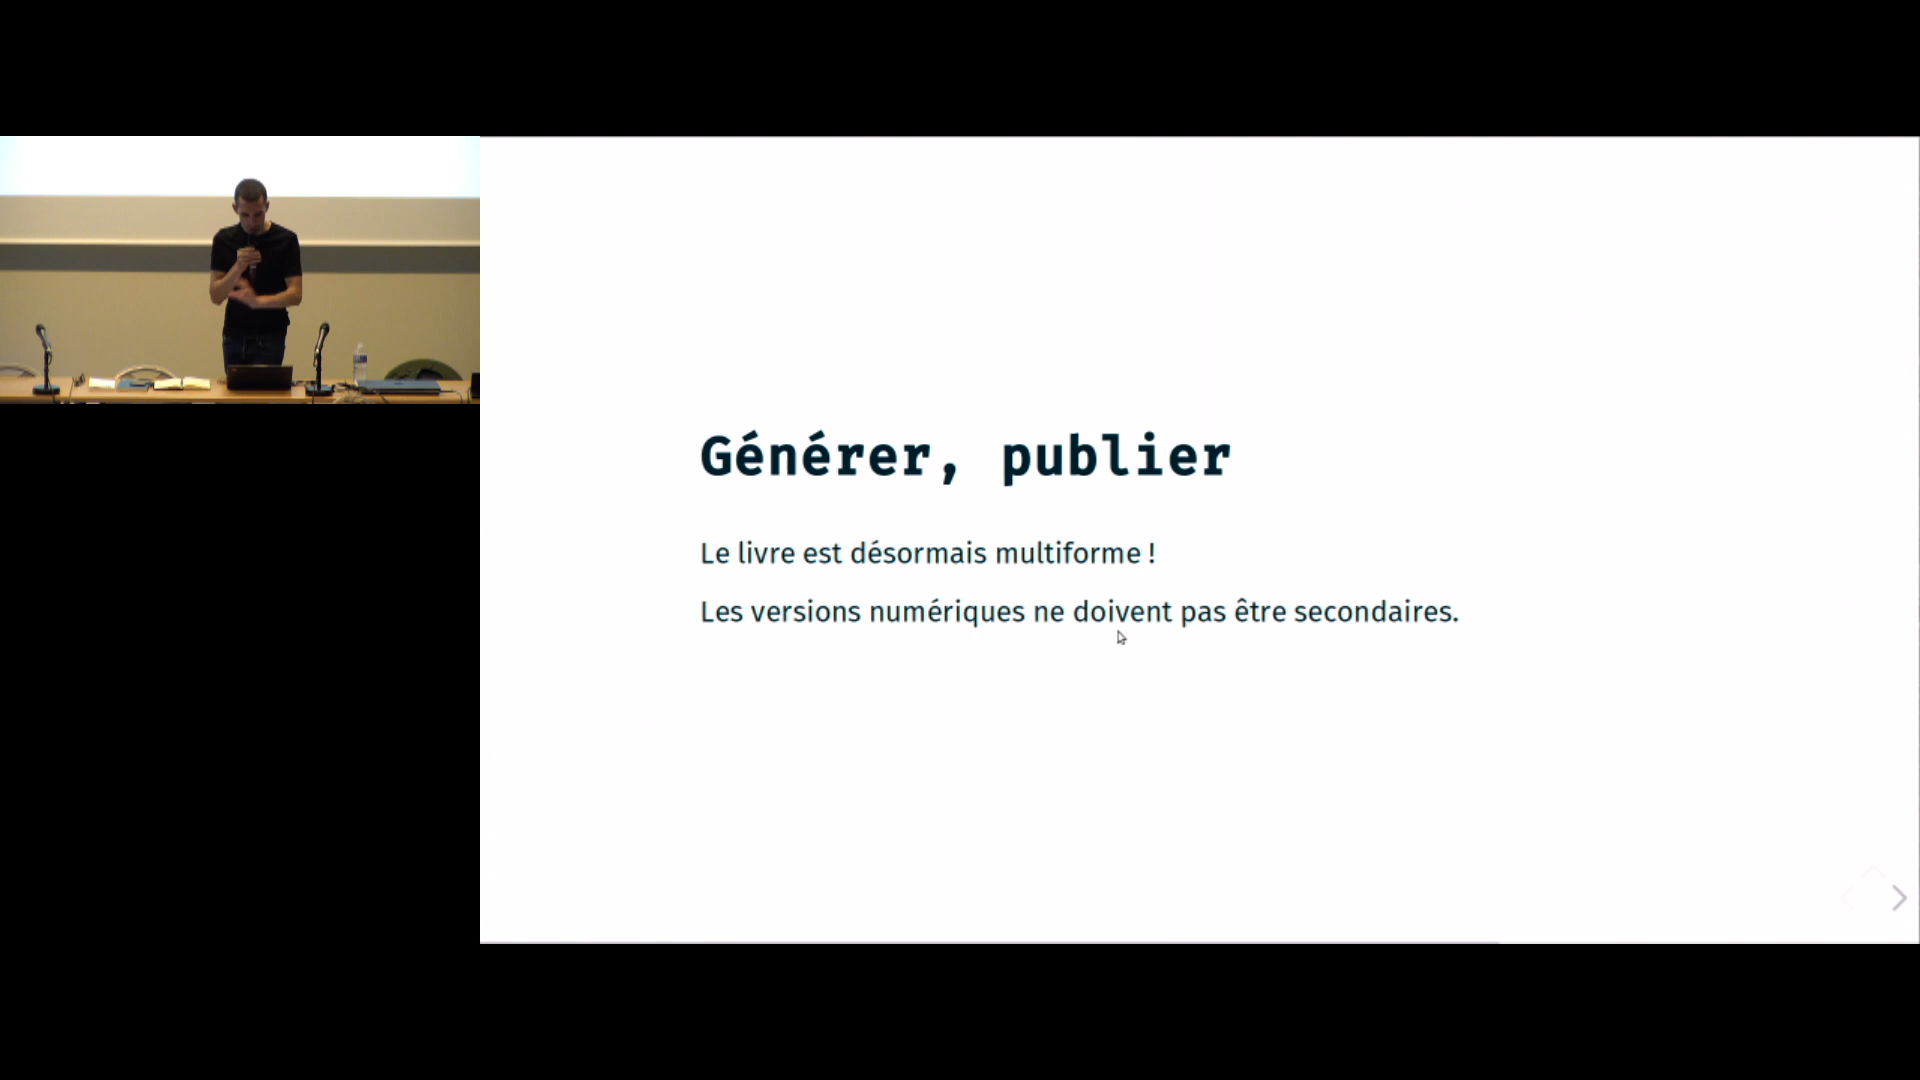 Générer, publier
Le livre est désormais multiforme !
Les versions numériques ne doivent pas être secondaires.